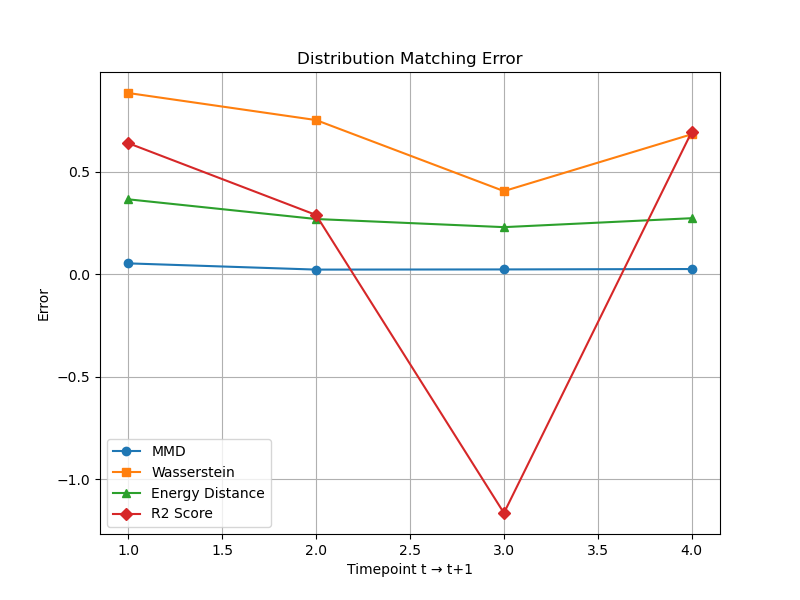 Distribution Matching Error
Error
0.5
0.0
−0.5
−1.0
MMD
Wasserstein
Energy Distance
R2 Score
1.0 1.5 2.0 2.5 3.0 3.5 4.0
Timepoint t → t+1